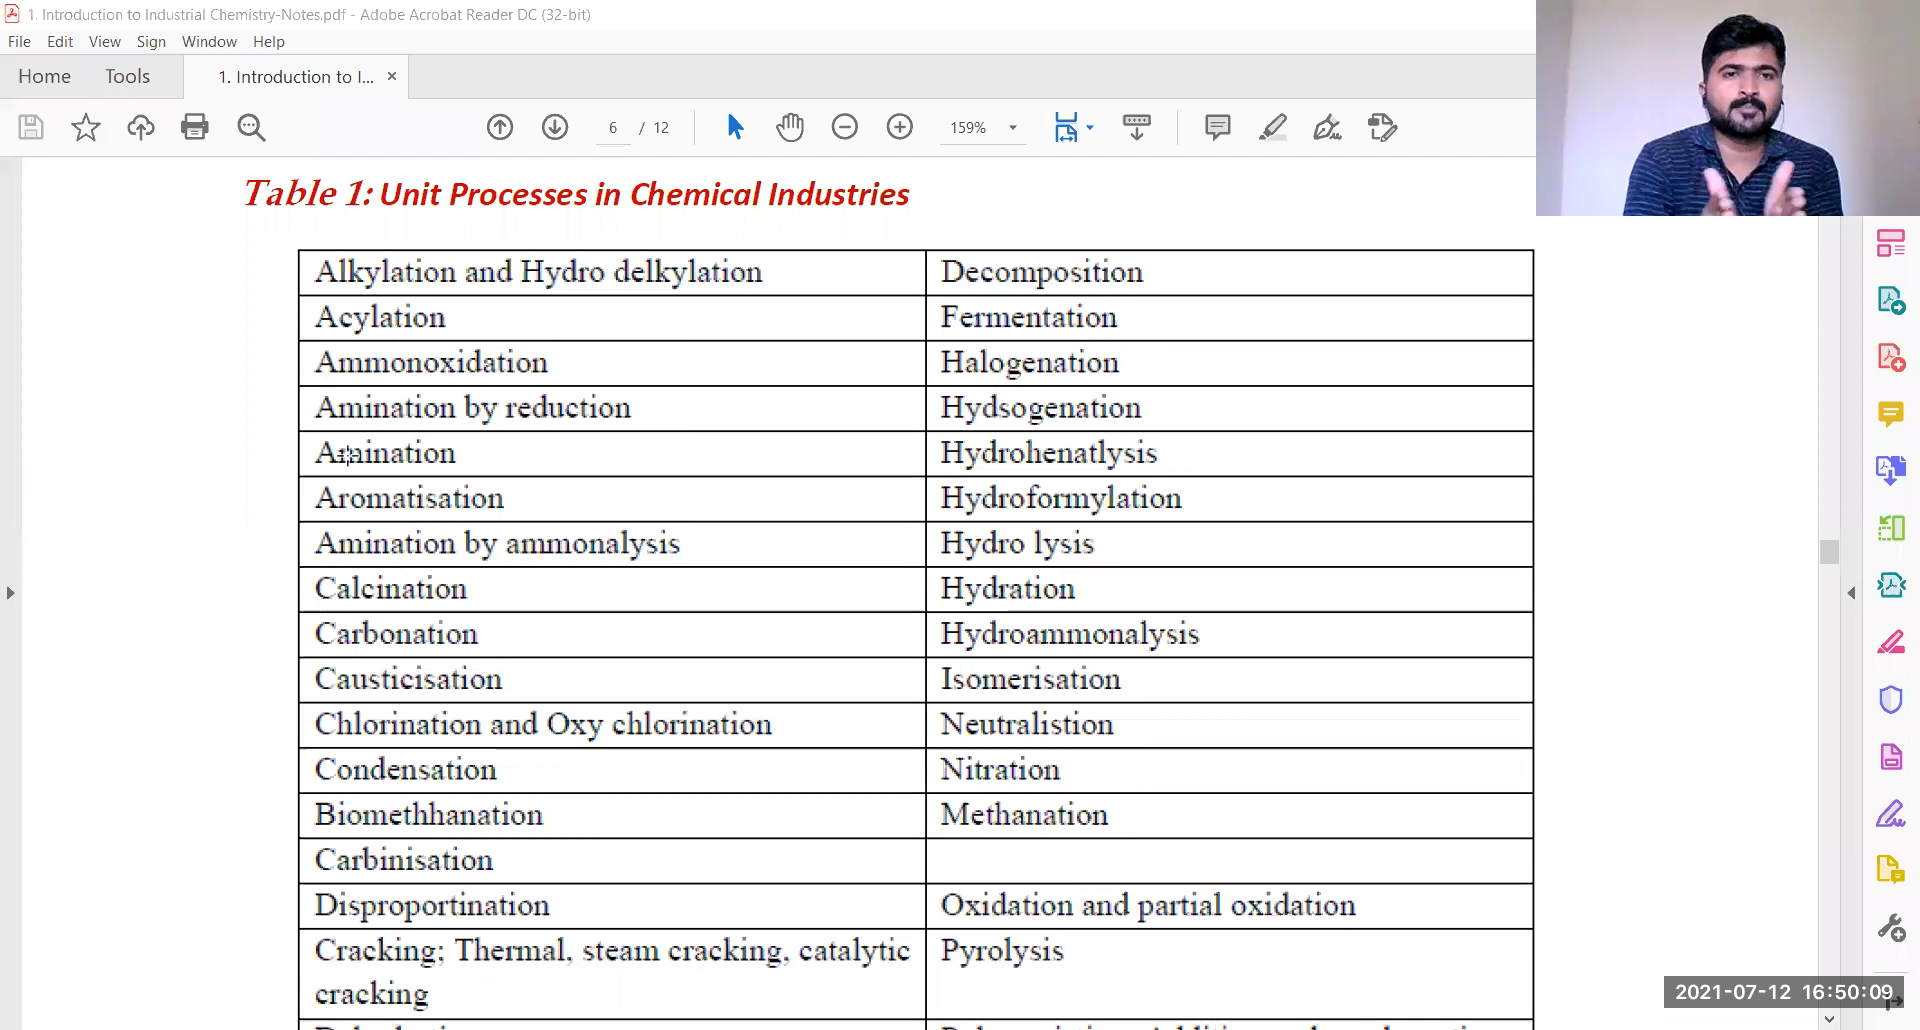 1. Introduction to Industrial Chemistry-Notes.pdf - Adobe Acrobat Reader DC (32-bit)
File Edit View Sign Window Help
Home Tools 1. Introduction to I... ×
6 / 12 159%
Table 1: Unit Processes in Chemical Industries
Alkylation and Hydro delkylation Decomposition
Acylation Fermentation
Ammonoxidation Halogenation
Amination by reduction Hydsogenation
Amination Hydrohenatlysis
Aromatisation Hydroformylation
Amination by ammonalysis Hydro lysis
Calcination Hydration
Carbonation Hydroammonalysis
Causticisation Isomerisation
Chlorination and Oxy chlorination Neutralistion
Condensation Nitration
Biomethhanation Methanation
Carbinisation
Disproportination Oxidation and partial oxidation
Cracking; Thermal, steam cracking, catalytic Pyrolysis
cracking
2021-07-12 16:50:09